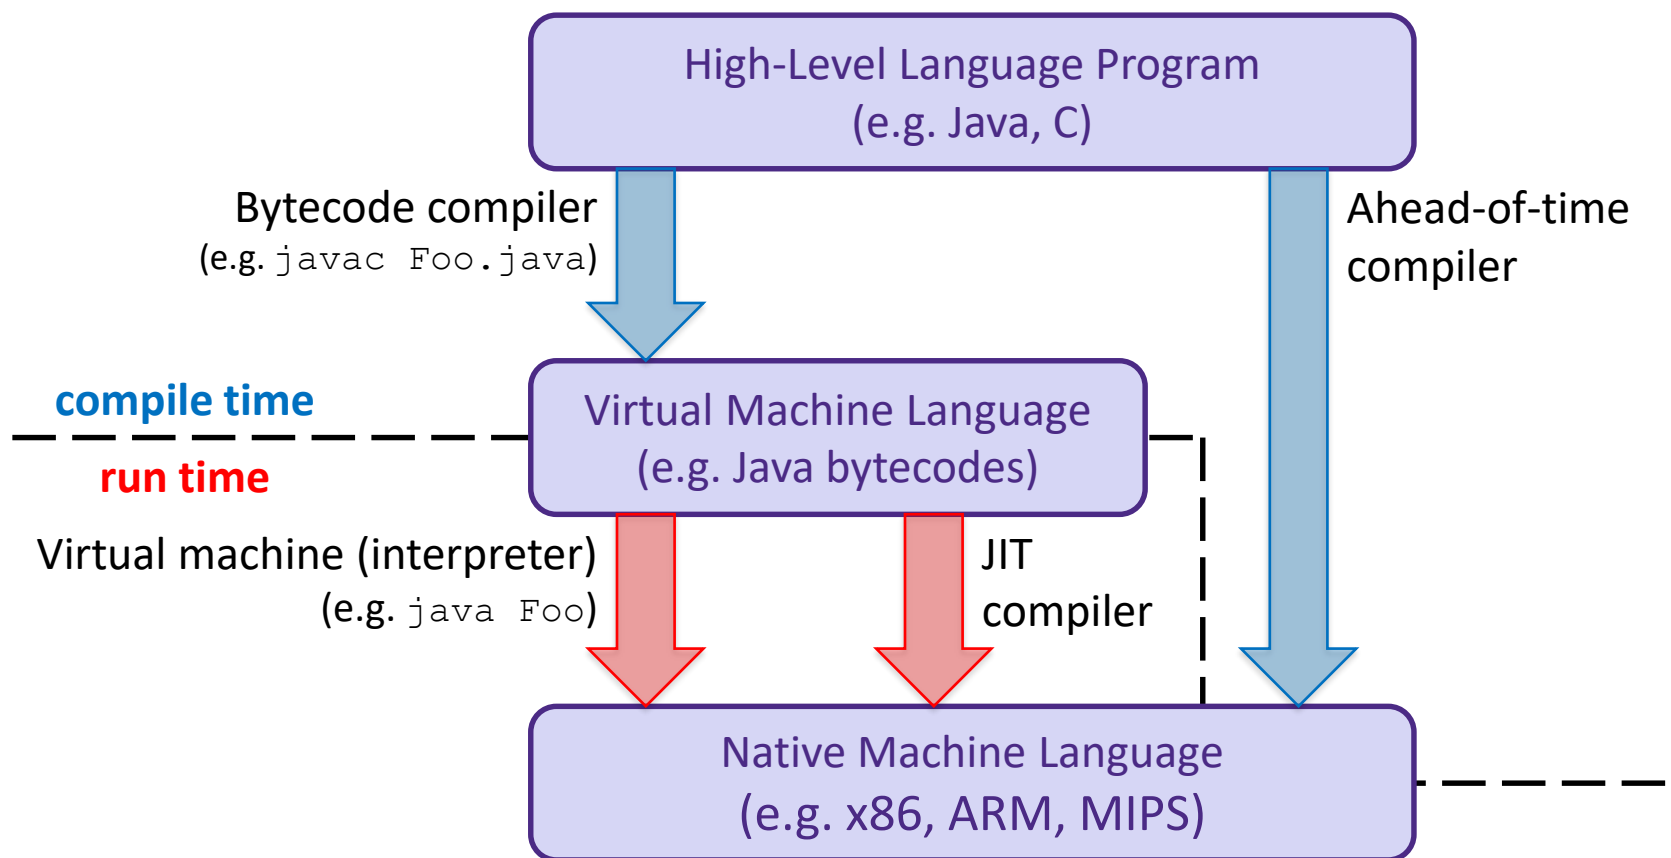 High-Level Language Program
(e.g. Java, C)
Bytecode compiler
(e.g. javac Foo.java)
Ahead-of-time
compiler
compile time
run time
Virtual Machine Language
(e.g. Java bytecodes)
Virtual machine (interpreter)
(e.g. java Foo)
JIT
compiler
Native Machine Language
(e.g. x86, ARM, MIPS)